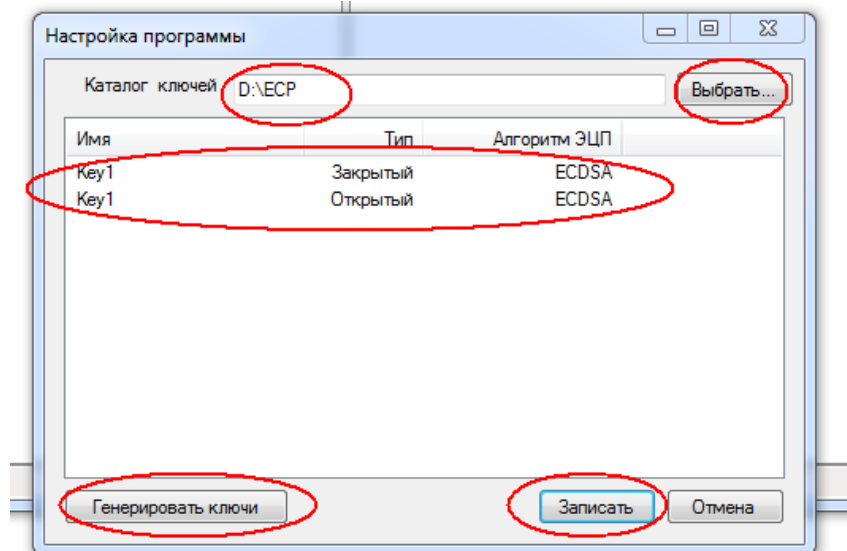 Настройка программы
Каталог ключей D:\ECP Выбрать...
Имя Тип Алгоритм ЭЦП
Key1 Закрытый ECDSA
Key1 Открытый ECDSA
Генерировать ключи Записать Отмена